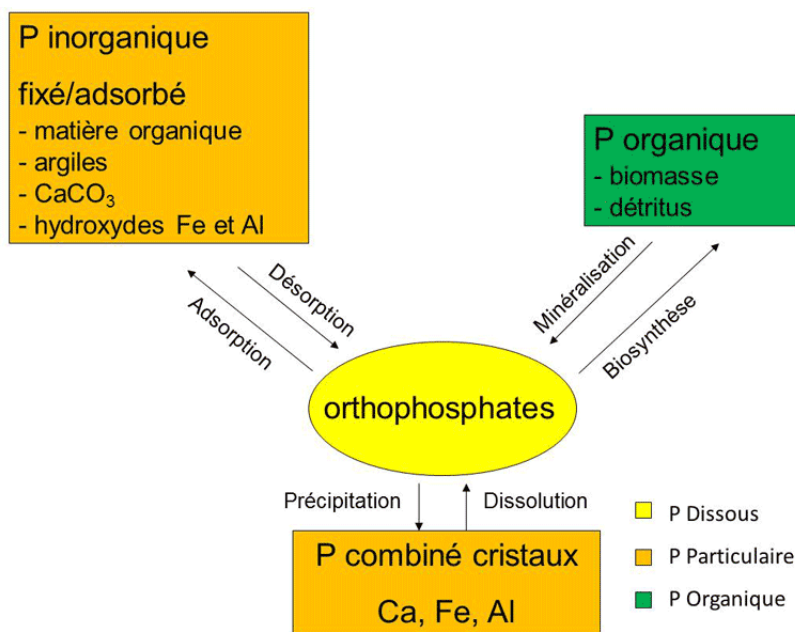 P inorganique
fixé/adsorbé
- matière organique
- argiles
- CaCO₃
- hydroxydes Fe et Al
P organique
- biomasse
- détritus
Désorption
Adsorption
Minéralisation
Biosynthèse
orthophosphates
Précipitation
Dissolution
P combiné cristaux
Ca, Fe, Al
P Dissous
P Particulaire
P Organique